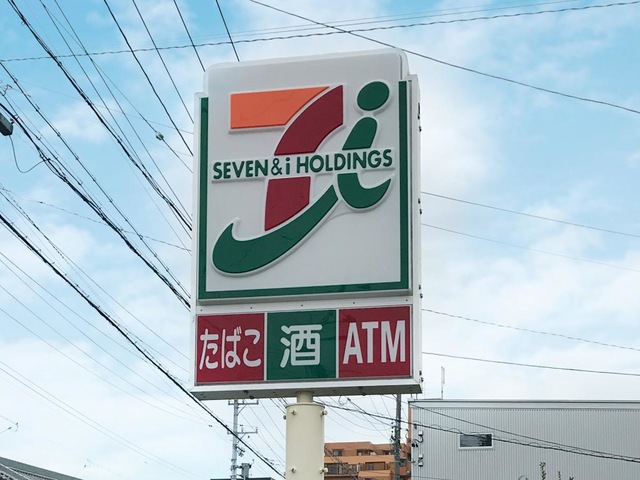 SEVEN&i HOLDINGS
たばこ 酒 ATM